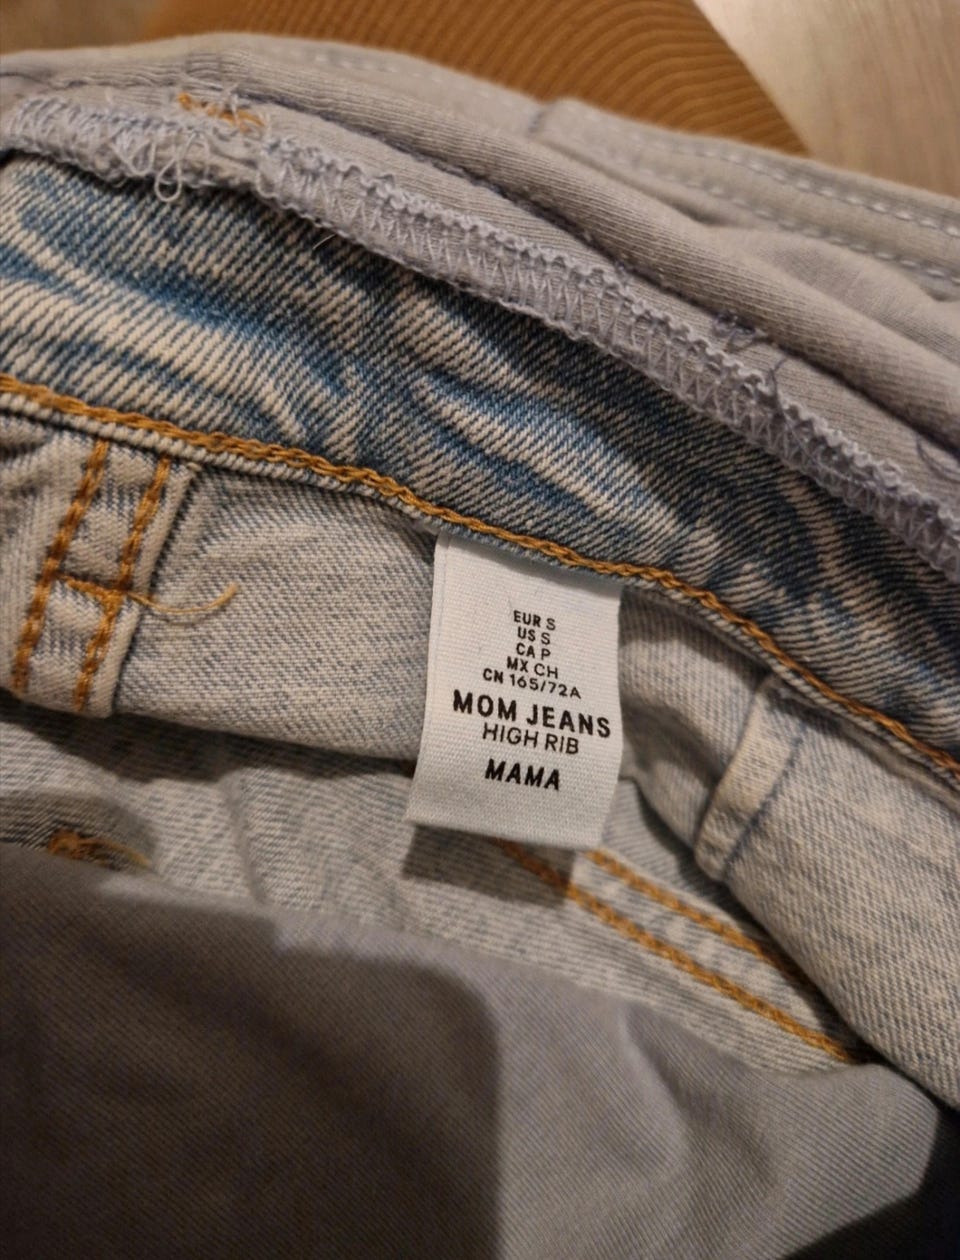 EUR S
US S
CA P
MX CH
CN 165/72A
MOM JEANS
HIGH RIB
MAMA